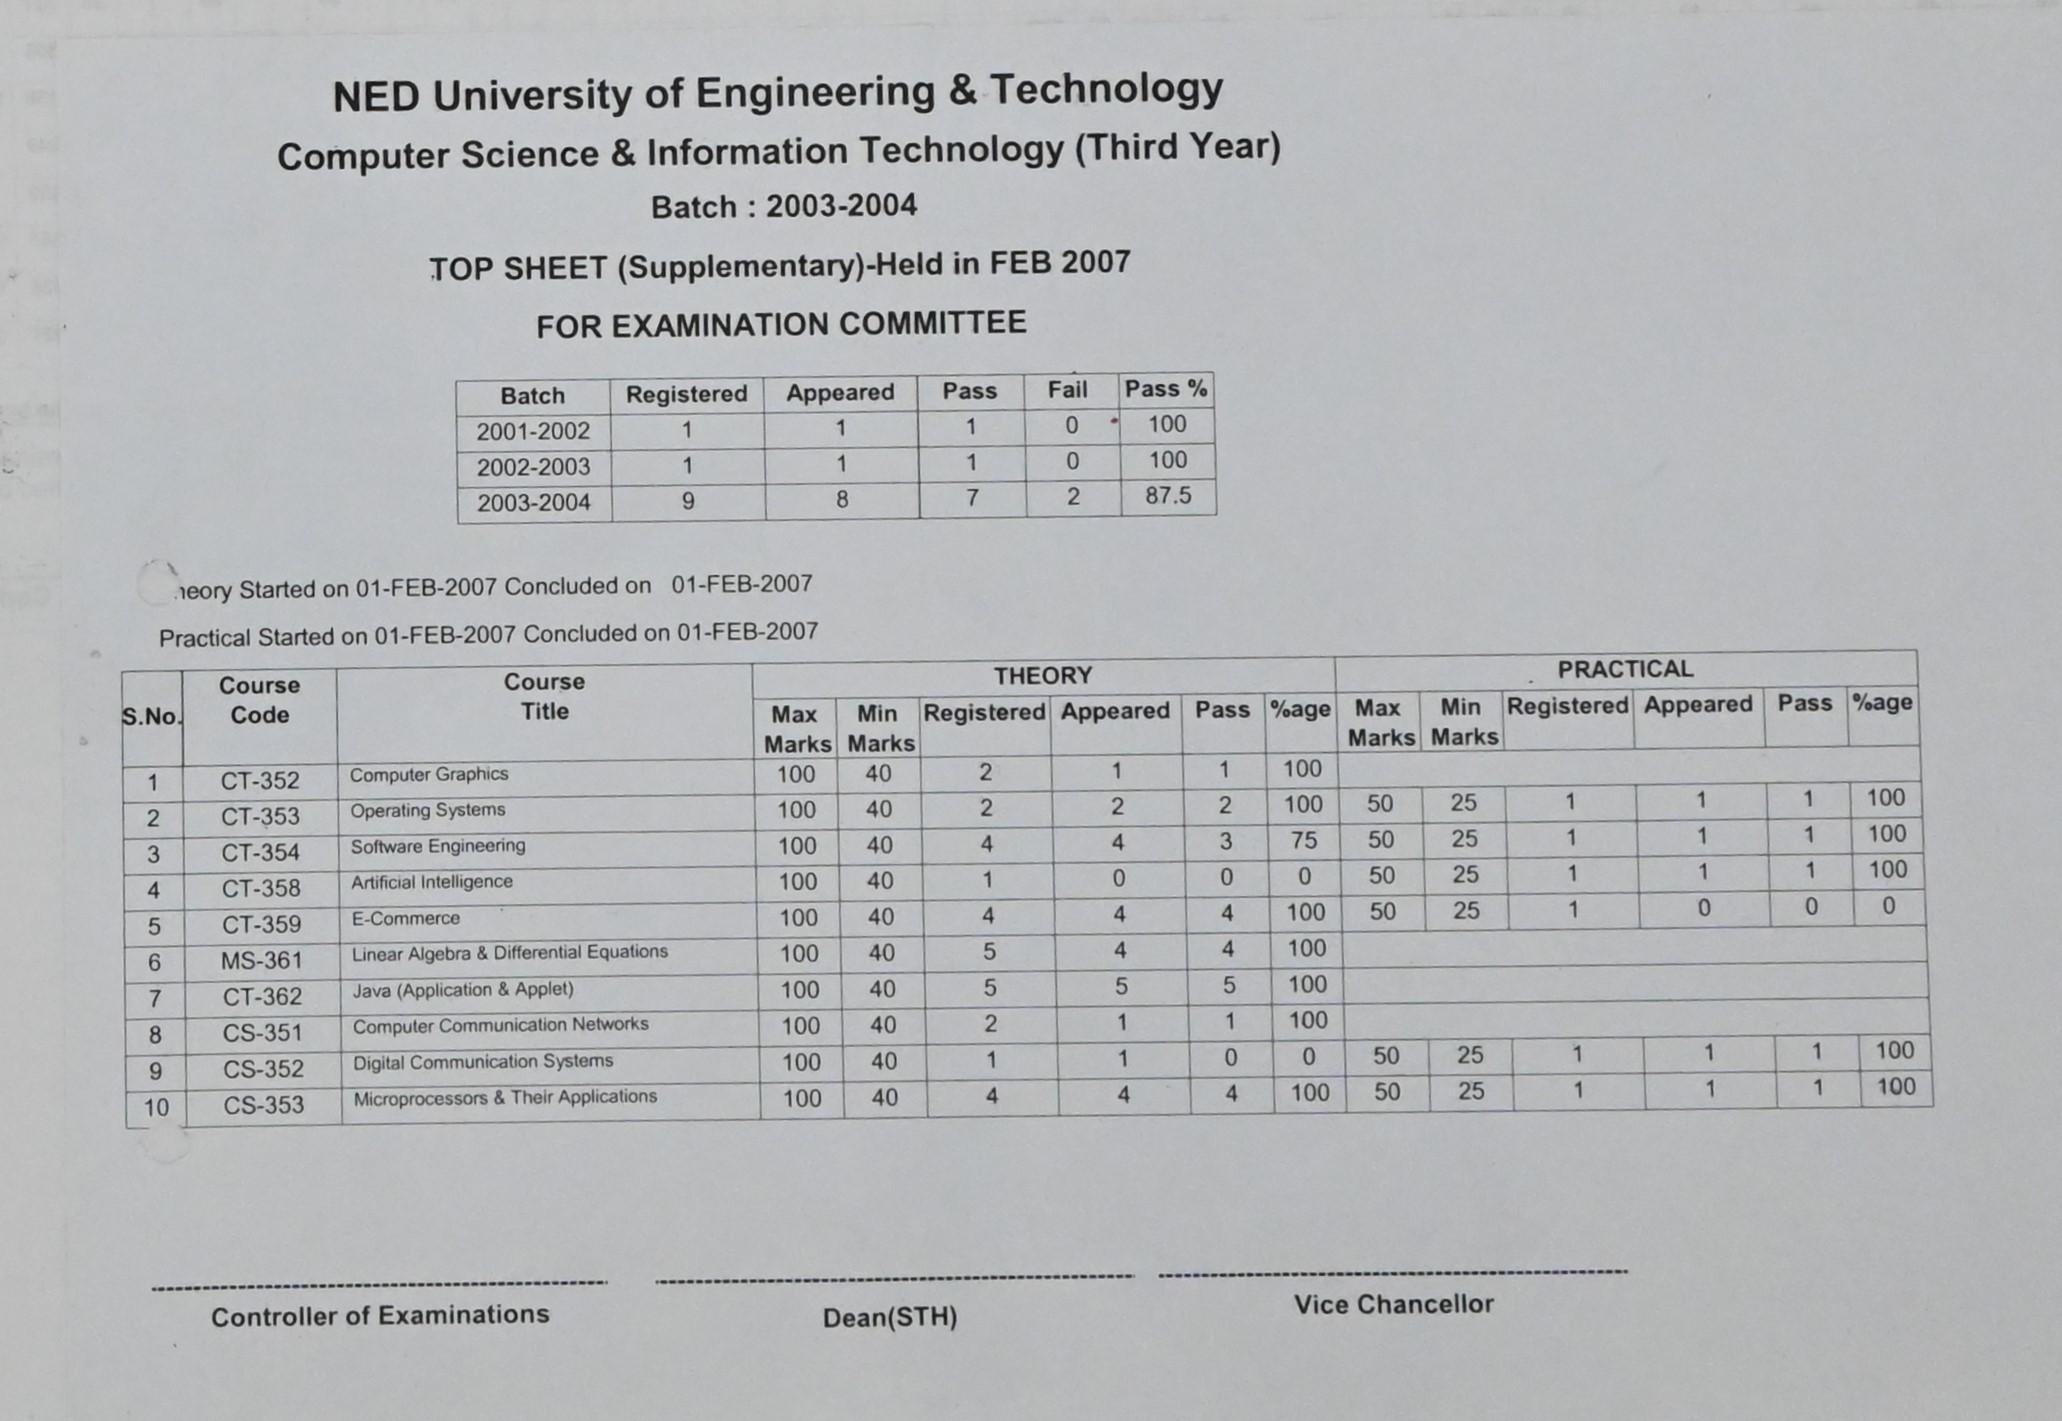 NED University of Engineering & Technology
Computer Science & Information Technology (Third Year)
Batch : 2003-2004
TOP SHEET (Supplementary)-Held in FEB 2007
FOR EXAMINATION COMMITTEE
Batch Registered Appeared Pass Fail Pass %
2001-2002 1 1 1 0 100
2002-2003 1 1 1 0 100
2003-2004 9 8 7 2 87.5
heory Started on 01-FEB-2007 Concluded on 01-FEB-2007
Practical Started on 01-FEB-2007 Concluded on 01-FEB-2007
S.No. Course Code Course Title THEORY PRACTICAL
Max Marks Min Marks Registered Appeared Pass %age Max Marks Min Marks Registered Appeared Pass %age
1 CT-352 Computer Graphics 100 40 2 1 1 100
2 CT-353 Operating Systems 100 40 2 2 2 100 50 25 1 1 1 100
3 CT-354 Software Engineering 100 40 4 4 3 75 50 25 1 1 1 100
4 CT-358 Artificial Intelligence 100 40 1 0 0 0 50 25 1 1 1 100
5 CT-359 E-Commerce 100 40 4 4 4 100 50 25 1 0 0 0
6 MS-361 Linear Algebra & Differential Equations 100 40 5 4 4 100
7 CT-362 Java (Application & Applet) 100 40 5 5 5 100
8 CS-351 Computer Communication Networks 100 40 2 1 1 100
9 CS-352 Digital Communication Systems 100 40 1 1 0 0 50 25 1 1 1 100
10 CS-353 Microprocessors & Their Applications 100 40 4 4 4 100 50 25 1 1 1 100
Controller of Examinations Dean(STH) Vice Chancellor